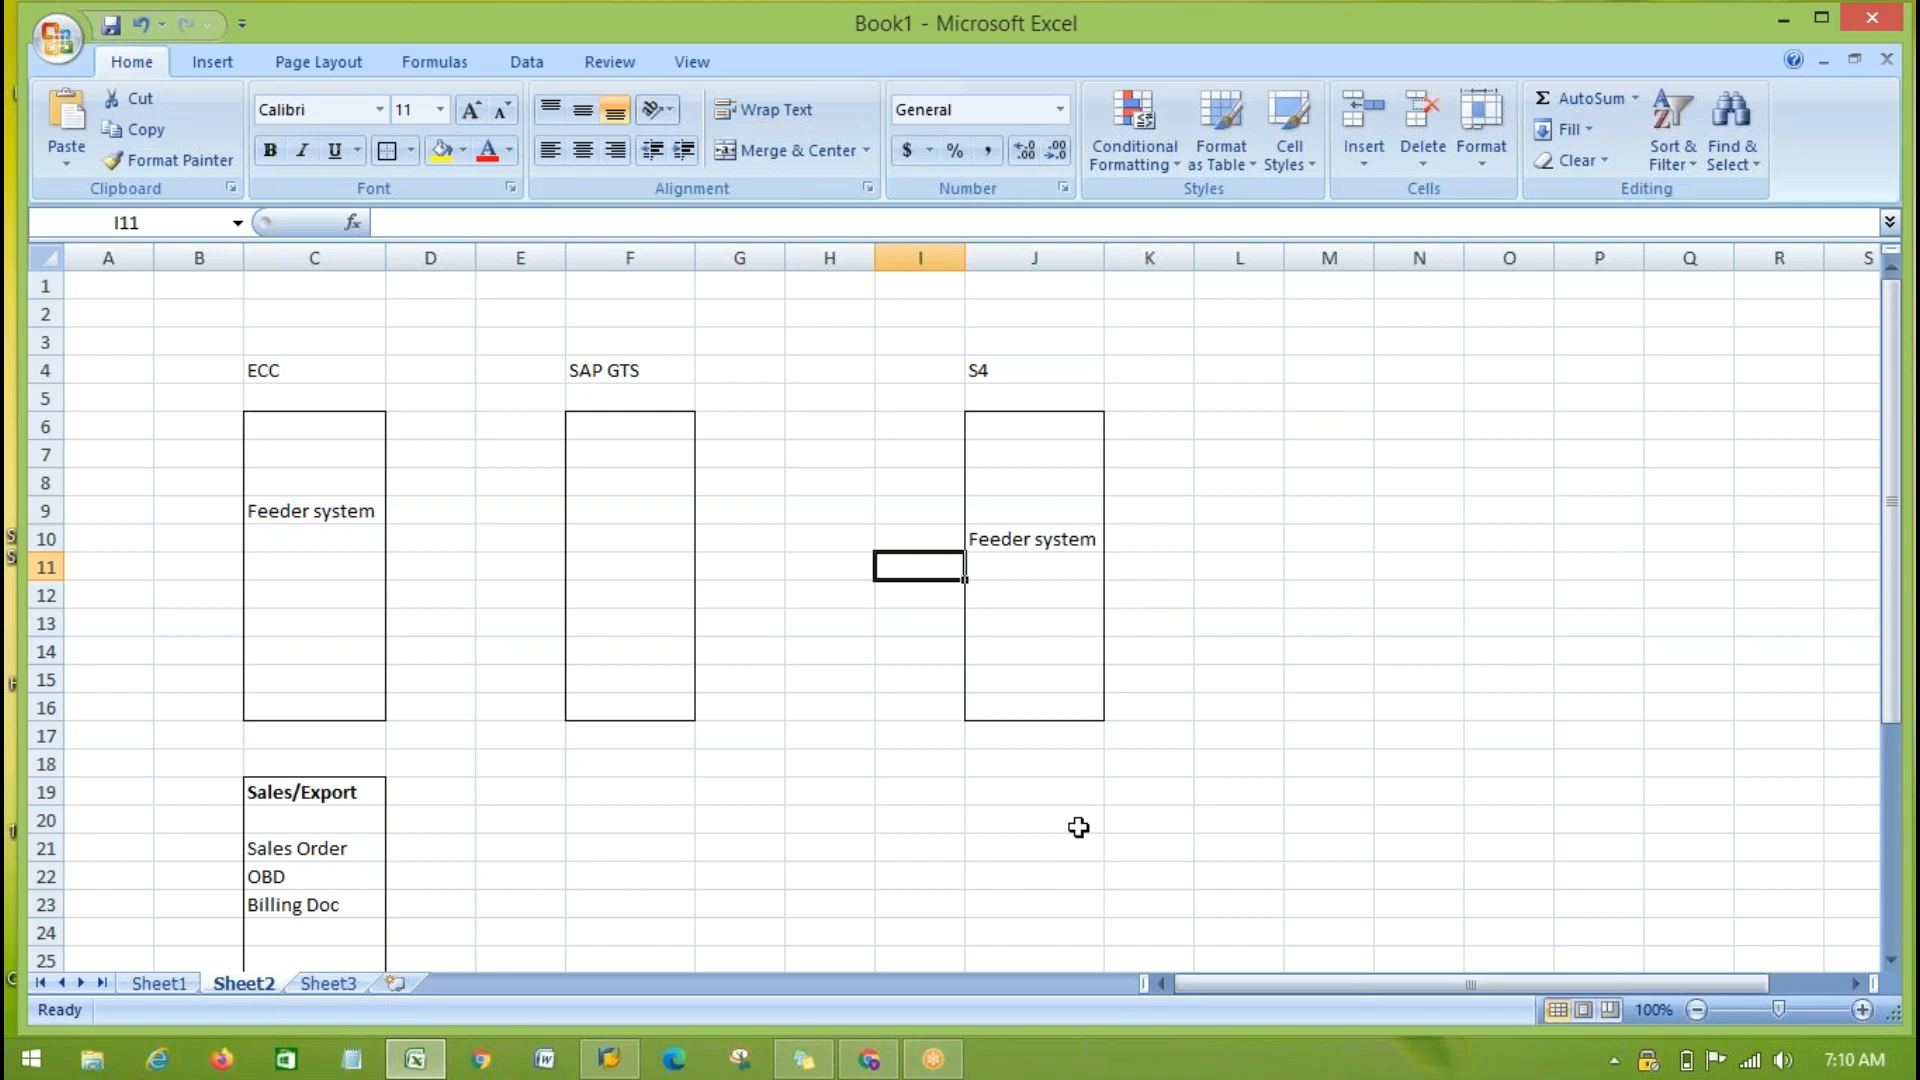 Book1 - Microsoft Excel
Home Insert Page Layout Formulas Data Review View
Paste
Cut
Copy
Format Painter
Clipboard
Calibri 11
B I U
Font
Wrap Text
Merge & Center
Alignment
General
$ % ,
Number
Conditional Formatting
Format as Table
Cell Styles
Styles
Insert Delete Format
Cells
Σ AutoSum
Fill
Clear
Sort & Filter
Find & Select
Editing
I11 fx
A B C D E F G H I J K L M N O P Q R S
1
2
3
4 ECC SAP GTS S4
5
6
7
8
9 Feeder system
10 Feeder system
11
12
13
14
15
16
17
18
19 Sales/Export
20
21 Sales Order
22 OBD
23 Billing Doc
24
25
Sheet1 Sheet2 Sheet3
Ready 100%
7:10 AM